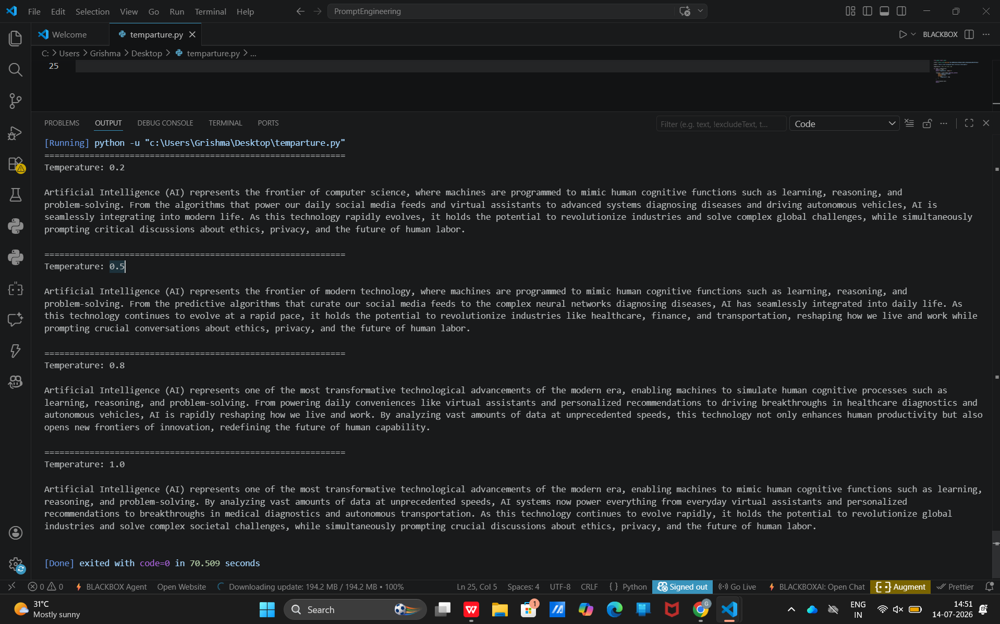 File Edit Selection View Go Run Terminal Help
PromptEngineering
Welcome
temparture.py
BLACKBOX
C: > Users > Grishma > Desktop > temparture.py > ...
25
PROBLEMS OUTPUT DEBUG CONSOLE TERMINAL PORTS
Filter (e.g. text, !excludeText, t...
Code
[Running] python -u "c:\Users\Grishma\Desktop\temparture.py"
============================================================
Temperature: 0.2
Artificial Intelligence (AI) represents the frontier of computer science, where machines are programmed to mimic human cognitive functions such as learning, reasoning, and
problem-solving. From the algorithms that power our daily social media feeds and virtual assistants to advanced systems diagnosing diseases and driving autonomous vehicles, AI is
seamlessly integrating into modern life. As this technology rapidly evolves, it holds the potential to revolutionize industries and solve complex global challenges, while simultaneously
prompting critical discussions about ethics, privacy, and the future of human labor.
============================================================
Temperature: 0.5
Artificial Intelligence (AI) represents the frontier of modern technology, where machines are programmed to mimic human cognitive functions such as learning, reasoning, and
problem-solving. From the predictive algorithms that curate our social media feeds to the complex neural networks diagnosing diseases, AI has seamlessly integrated into daily life. As
this technology continues to evolve at a rapid pace, it holds the potential to revolutionize industries like healthcare, finance, and transportation, reshaping how we live and work while
prompting crucial conversations about ethics, privacy, and the future of human labor.
============================================================
Temperature: 0.8
Artificial Intelligence (AI) represents one of the most transformative technological advancements of the modern era, enabling machines to simulate human cognitive processes such as
learning, reasoning, and problem-solving. From powering daily conveniences like virtual assistants and personalized recommendations to driving breakthroughs in healthcare diagnostics and
autonomous vehicles, AI is rapidly reshaping how we live and work. By analyzing vast amounts of data at unprecedented speeds, this technology not only enhances human productivity but also
opens new frontiers of innovation, redefining the future of human capability.
============================================================
Temperature: 1.0
Artificial Intelligence (AI) represents one of the most transformative technological advancements of the modern era, enabling machines to mimic human cognitive functions such as learning,
reasoning, and problem-solving. By analyzing vast amounts of data at unprecedented speeds, AI systems now power everything from everyday virtual assistants and personalized
recommendations to breakthroughs in medical diagnostics and autonomous transportation. As this technology continues to evolve rapidly, it holds the potential to revolutionize global
industries and solve complex societal challenges, while simultaneously prompting crucial discussions about ethics, privacy, and the future of human labor.
[Done] exited with code=0 in 70.509 seconds
0 0 BLACKBOX Agent Open Website Downloading update: 194.2 MB / 194.2 MB • 100% Ln 25, Col 5 Spaces: 4 UTF-8 CRLF { } Python Signed out Go Live BLACKBOXAI: Open Chat Augment Prettier
31°C
Mostly sunny
Search
1
G
ENG
IN
14:51
14-07-2026